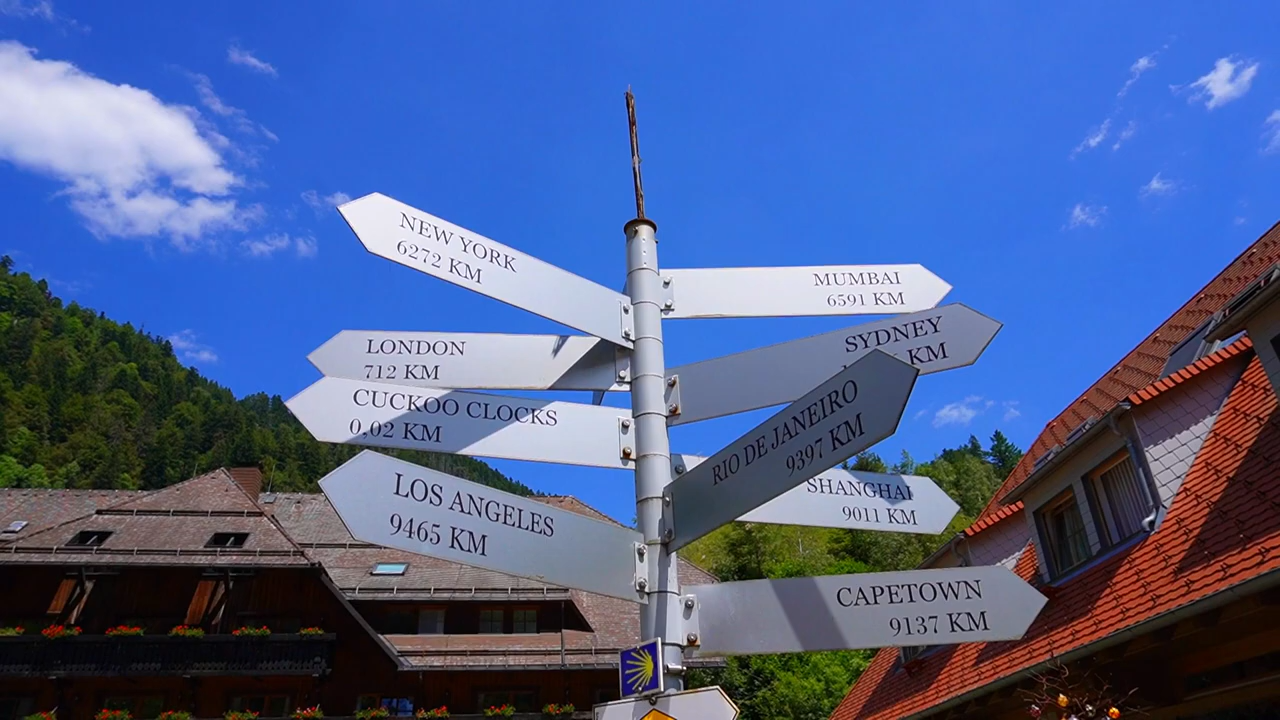 NEW YORK
6272 KM
MUMBAI
6591 KM
LONDON
712 KM
SYDNEY
KM
CUCKOO CLOCKS
0,02 KM
RIO DE JANEIRO
9397 KM
LOS ANGELES
9465 KM
SHANGHAI
9011 KM
CAPETOWN
9137 KM